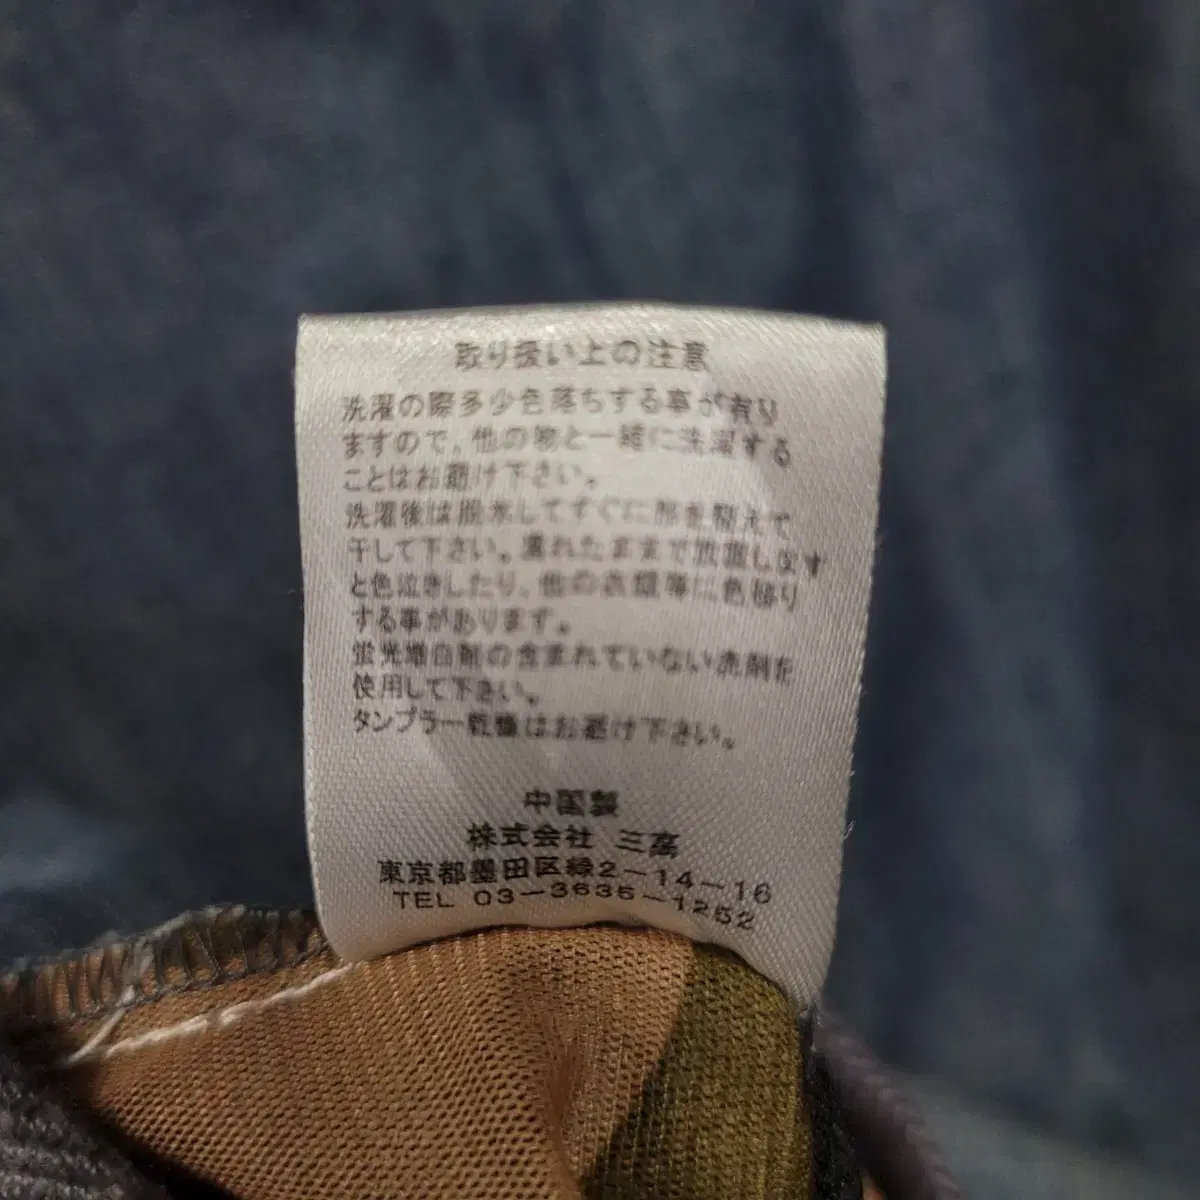 取り扱い上の注意
洗濯の際多少色落ちする事が有り
ますので、他の物と一緒に洗濯する
ことはお避け下さい。
洗濯後は脱水してすぐに形を整えて
干して下さい。濡れたままで放置します
と色泣きしたり、他の衣類等に色移り
する事があります。
蛍光増白剤の含まれていない洗剤を
使用して下さい。
タンブラー乾燥はお避け下さい。
中国製
株式会社 三高
東京都墨田区緑2-14-16
TEL 03-3635-1252